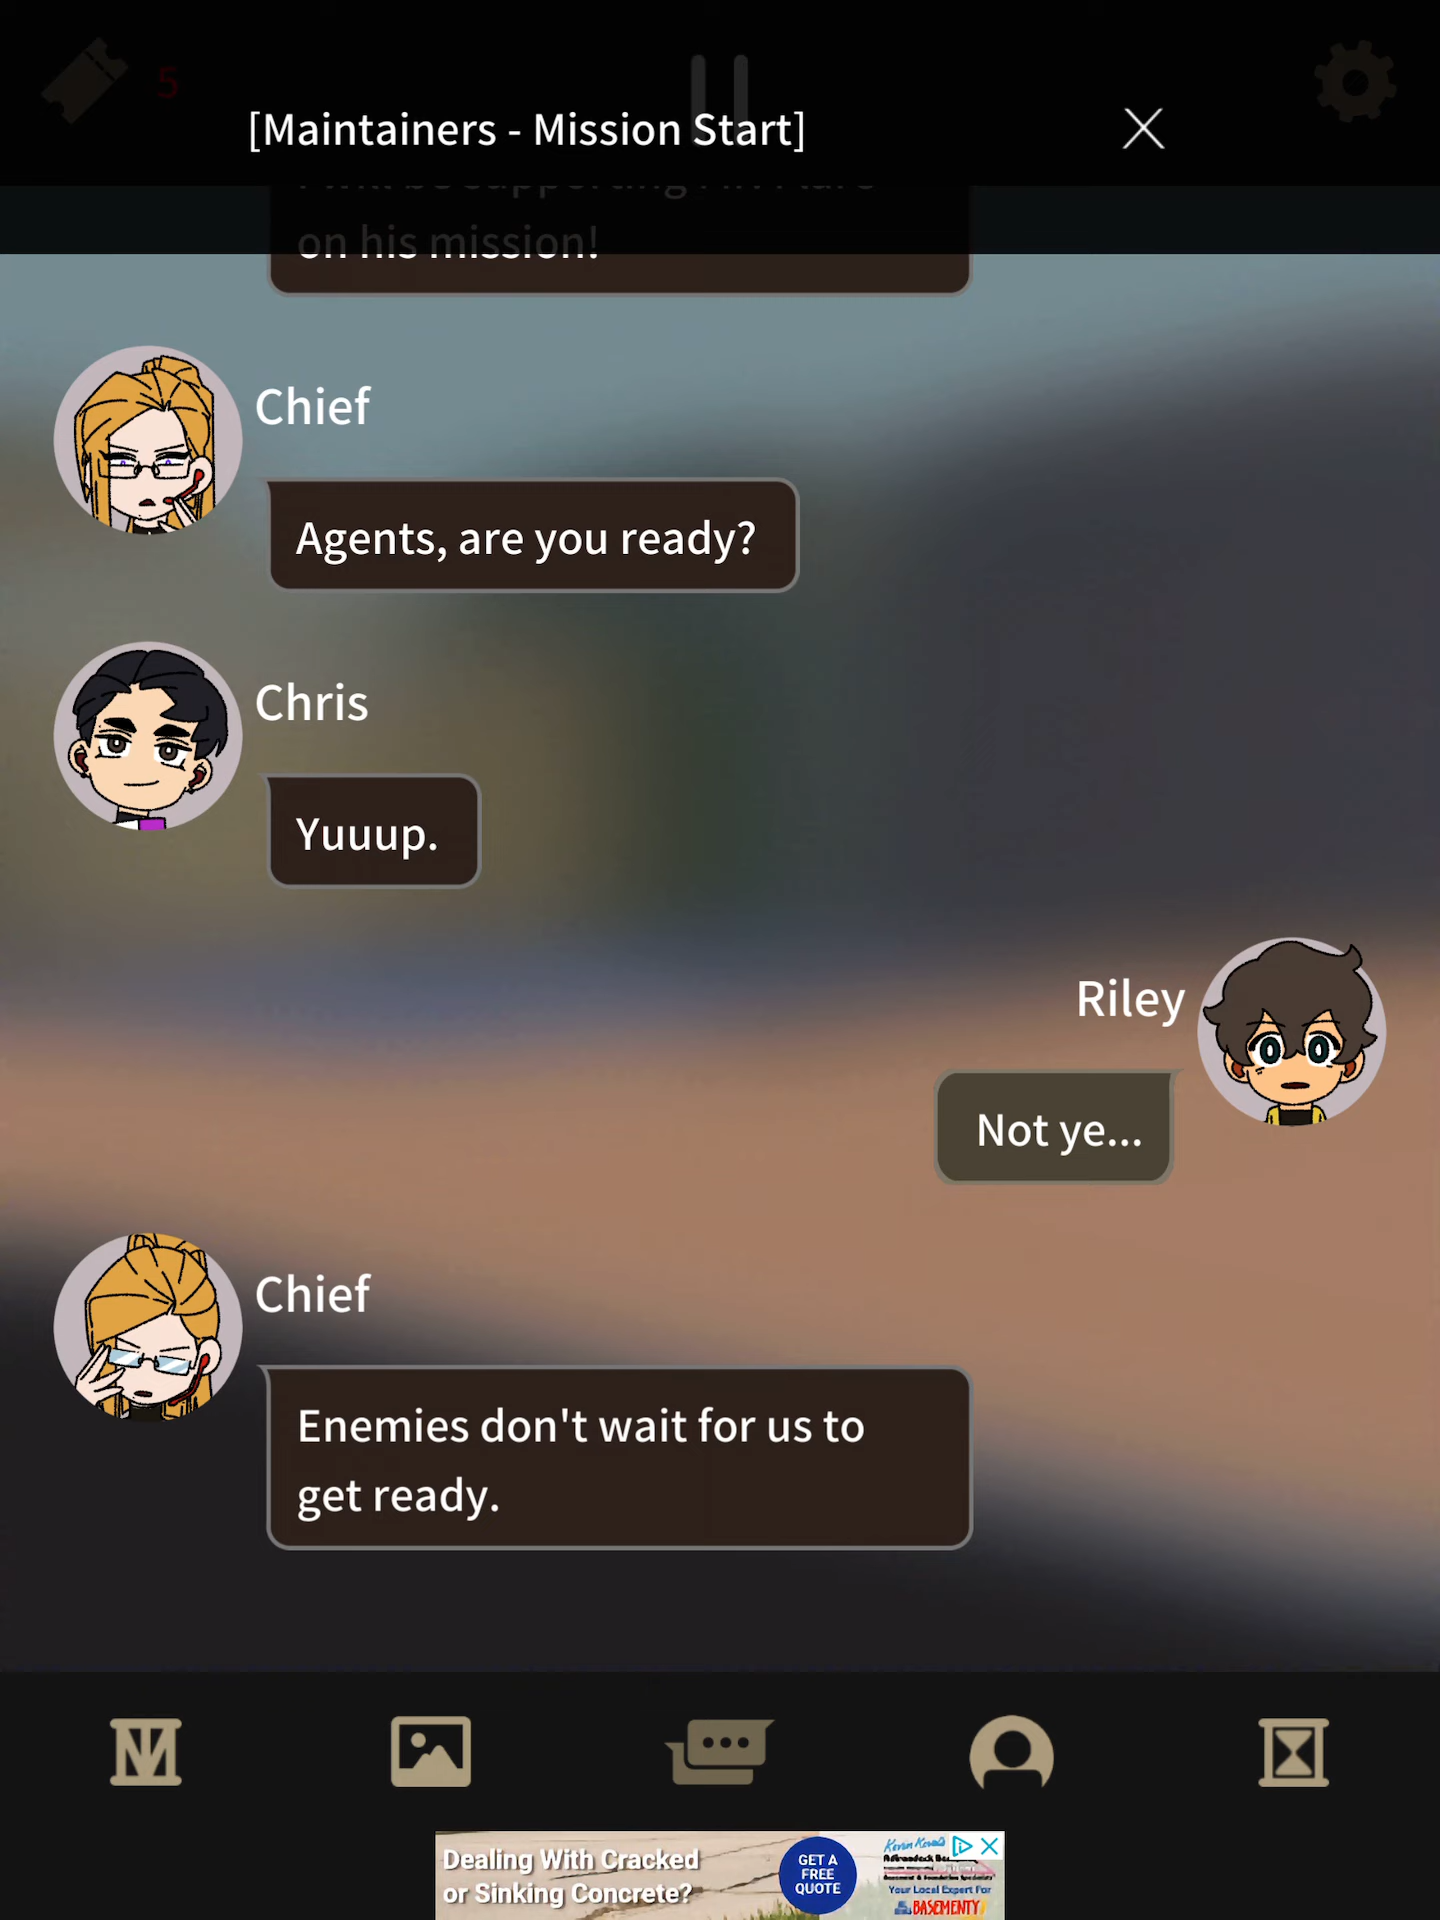 5
[Maintainers - Mission Start]
on his mission!
Chief
Agents, are you ready?
Chris
Yuuup.
Riley
Not ye...
Chief
Enemies don't wait for us to
get ready.
Dealing With Cracked
or Sinking Concrete?
GET A
FREE
QUOTE
Your Local Expert For
BASEMENTY